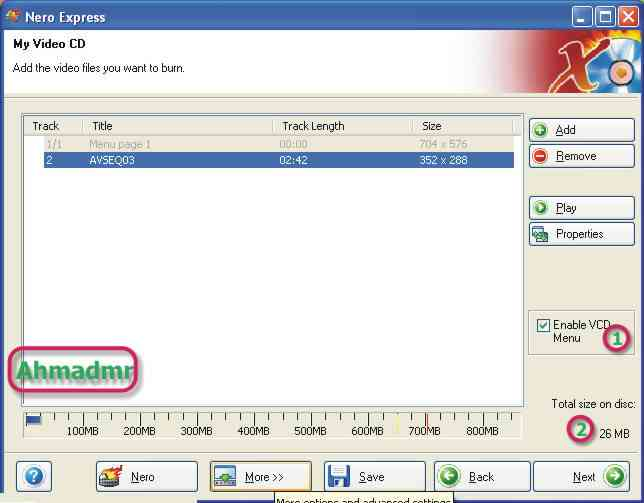 Nero Express
My Video CD
Add the video files you want to burn.
Track Title Track Length Size
1/1 Menu page 1 00:00 704 x 576
2 AVSEQ03 02:42 352 x 288
Add
Remove
Play
Properties
Enable VCD
Menu
1
Ahmadmr
Total size on disc:
2
26 MB
100MB 200MB 300MB 400MB 500MB 600MB 700MB 800MB
Nero More >> Save Back Next
More options and advanced settings